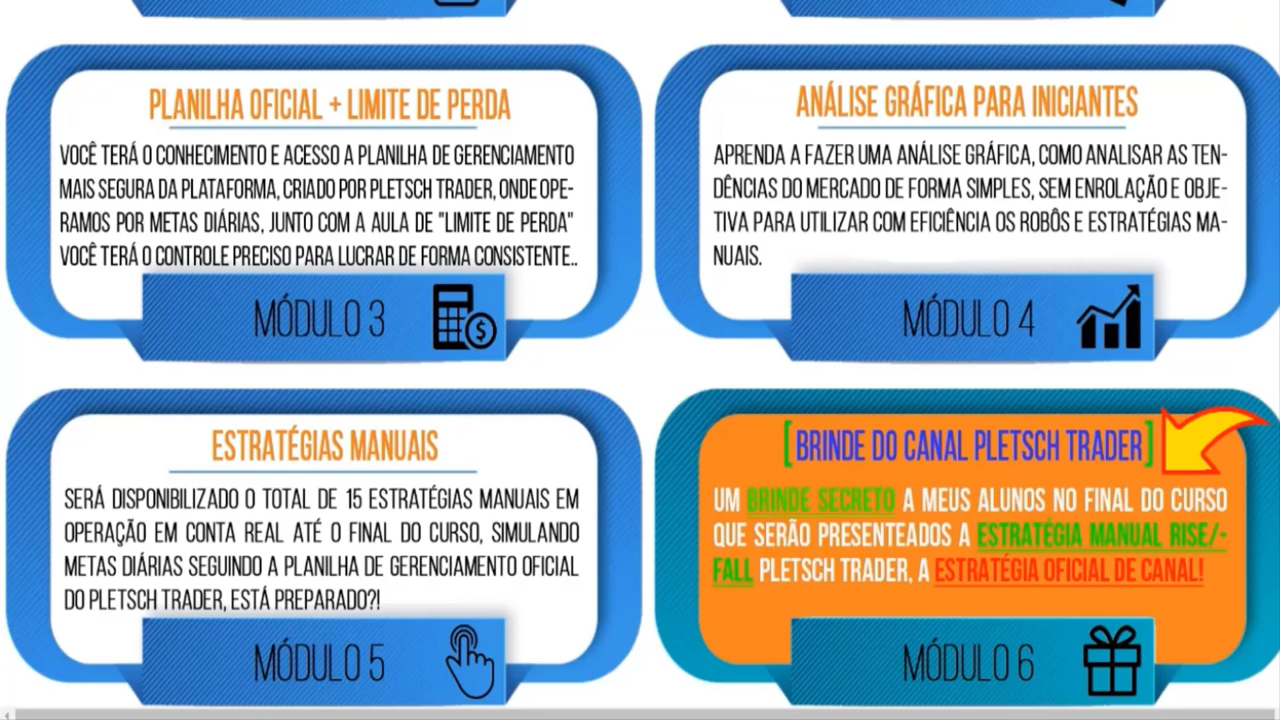 PLANILHA OFICIAL + LIMITE DE PERDA
VOCÊ TERÁ O CONHECIMENTO E ACESSO A PLANILHA DE GERENCIAMENTO
MAIS SEGURA DA PLATAFORMA, CRIADO POR PLETSCH TRADER, ONDE OPE-
RAMOS POR METAS DIÁRIAS, JUNTO COM A AULA DE "LIMITE DE PERDA"
VOCÊ TERÁ O CONTROLE PRECISO PARA LUCRAR DE FORMA CONSISTENTE..
MÓDULO 3
ANÁLISE GRÁFICA PARA INICIANTES
APRENDA A FAZER UMA ANÁLISE GRÁFICA, COMO ANALISAR AS TEN-
DÊNCIAS DO MERCADO DE FORMA SIMPLES, SEM ENROLAÇÃO E OBJE-
TIVA PARA UTILIZAR COM EFICIÊNCIA OS ROBÔS E ESTRATÉGIAS MA-
NUAIS.
MÓDULO 4
ESTRATÉGIAS MANUAIS
SERÁ DISPONIBILIZADO O TOTAL DE 15 ESTRATÉGIAS MANUAIS EM
OPERAÇÃO EM CONTA REAL ATÉ O FINAL DO CURSO, SIMULANDO
METAS DIÁRIAS SEGUINDO A PLANILHA DE GERENCIAMENTO OFICIAL
DO PLETSCH TRADER, ESTÁ PREPARADO?!
MÓDULO 5
[BRINDE DO CANAL PLETSCH TRADER]
UM BRINDE SECRETO A MEUS ALUNOS NO FINAL DO CURSO
QUE SERÃO PRESENTEADOS A ESTRATÉGIA MANUAL RISE/-
FALL PLETSCH TRADER, A ESTRATÉGIA OFICIAL DE CANAL!
MÓDULO 6